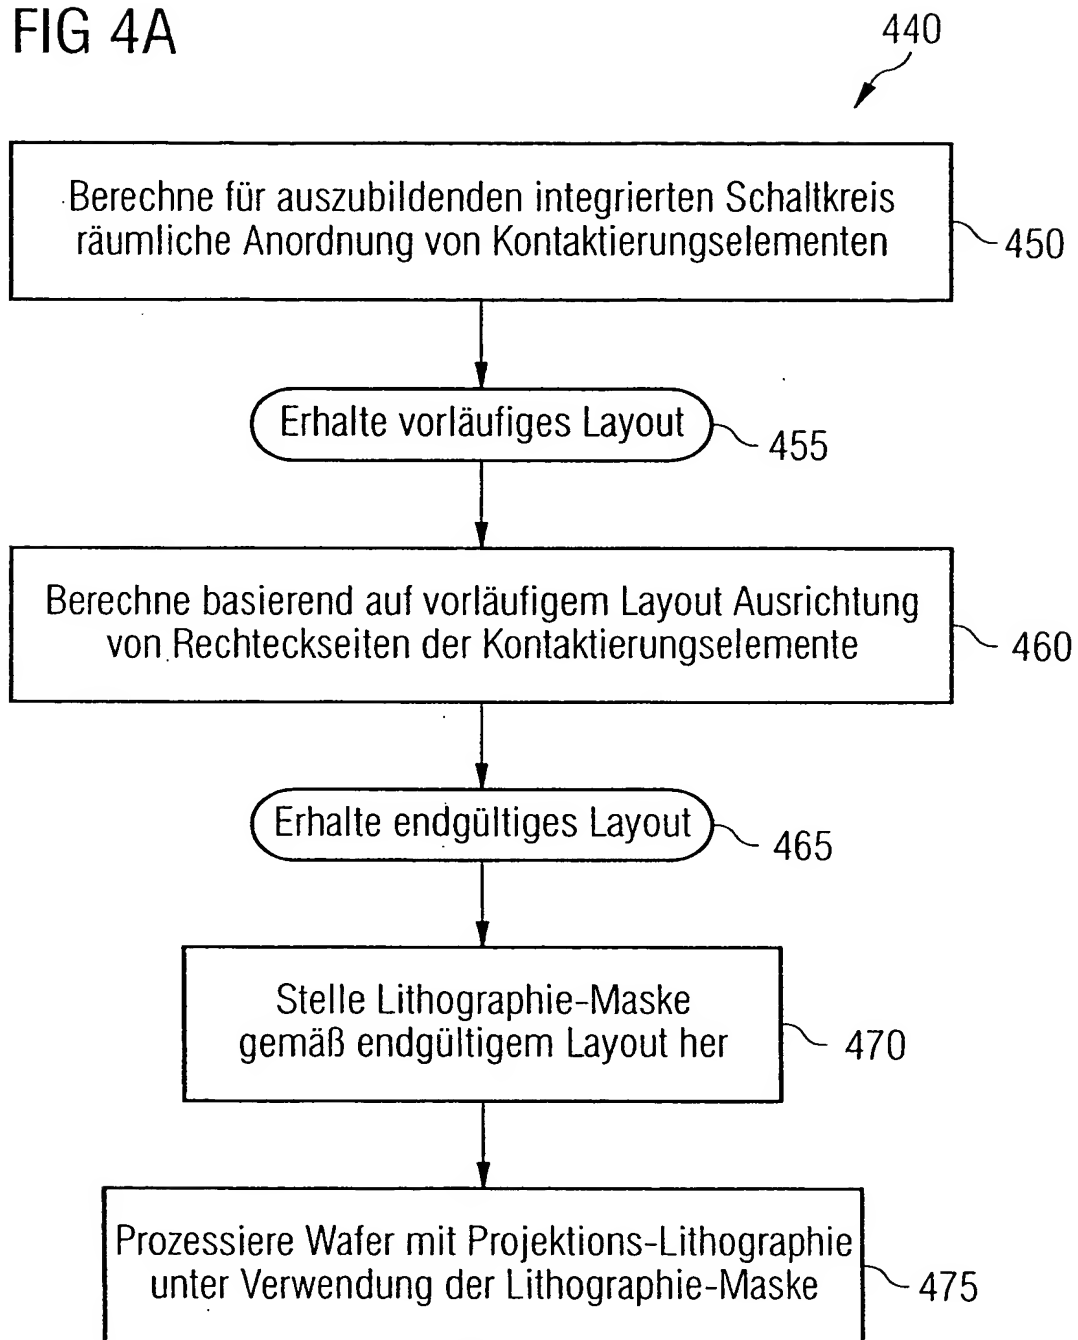 FIG 4A
440
Berechne für auszubildenden integrierten Schaltkreis
räumliche Anordnung von Kontaktierungselementen
450
Erhalte vorläufiges Layout
455
Berechne basierend auf vorläufigem Layout Ausrichtung
von Rechteckseiten der Kontaktierungselemente
460
Erhalte endgültiges Layout
465
Stelle Lithographie-Maske
gemäß endgültigem Layout her
470
Prozessiere Wafer mit Projektions-Lithographie
unter Verwendung der Lithographie-Maske
475